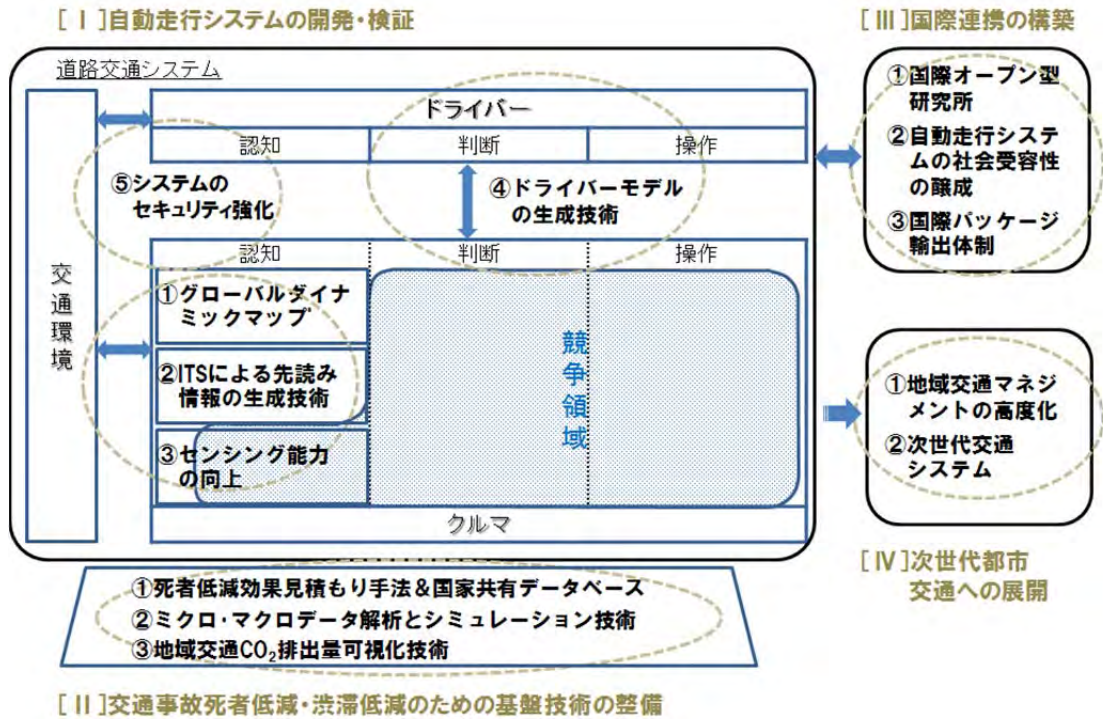 [Ⅰ]自動走行システムの開発・検証
道路交通システム
交通環境
ドライバー
認知
判断
操作
⑤システムの
セキュリティ強化
④ドライバーモデル
の生成技術
認知
判断
操作
①グローバルダイナ
ミックマップ
②ITSによる先読み
情報の生成技術
③センシング能力
の向上
競争領域
クルマ
[Ⅲ]国際連携の構築
①国際オープン型
研究所
②自動走行システ
ムの社会受容性
の醸成
③国際パッケージ
輸出体制
①地域交通マネジ
メントの高度化
②次世代交通
システム
[Ⅳ]次世代都市
交通への展開
①死者低減効果見積もり手法＆国家共有データベース
②ミクロ・マクロデータ解析とシミュレーション技術
③地域交通CO₂排出量可視化技術
[Ⅱ]交通事故死者低減・渋滞低減のための基盤技術の整備